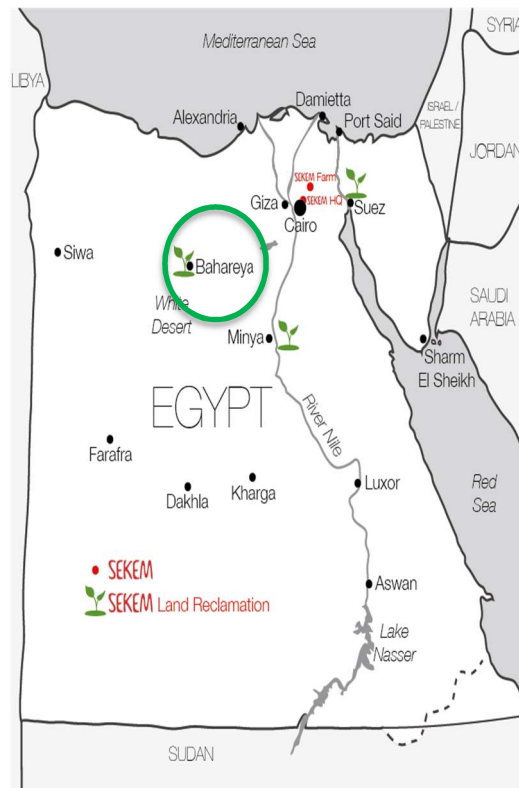 SYRIA
Mediterranean Sea
LIBYA
Damietta
Alexandria
Port Said
ISRAEL /
PALESTINE
JORDAN
SEKEM Farm
SEKEM HQ
Giza
Suez
Cairo
Siwa
Bahareya
SAUDI
ARABIA
White
Desert
Minya
Sharm
El Sheikh
EGYPT
River Nile
Farafra
Red
Sea
Dakhla
Kharga
Luxor
SEKEM
SEKEM Land Reclamation
Aswan
Lake
Nasser
SUDAN